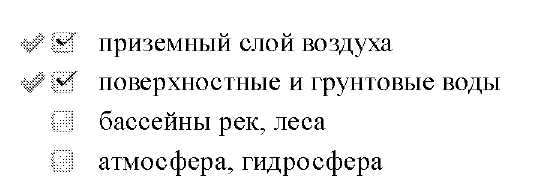 приземный слой воздуха
поверхностные и грунтовые воды
бассейны рек, леса
атмосфера, гидросфера